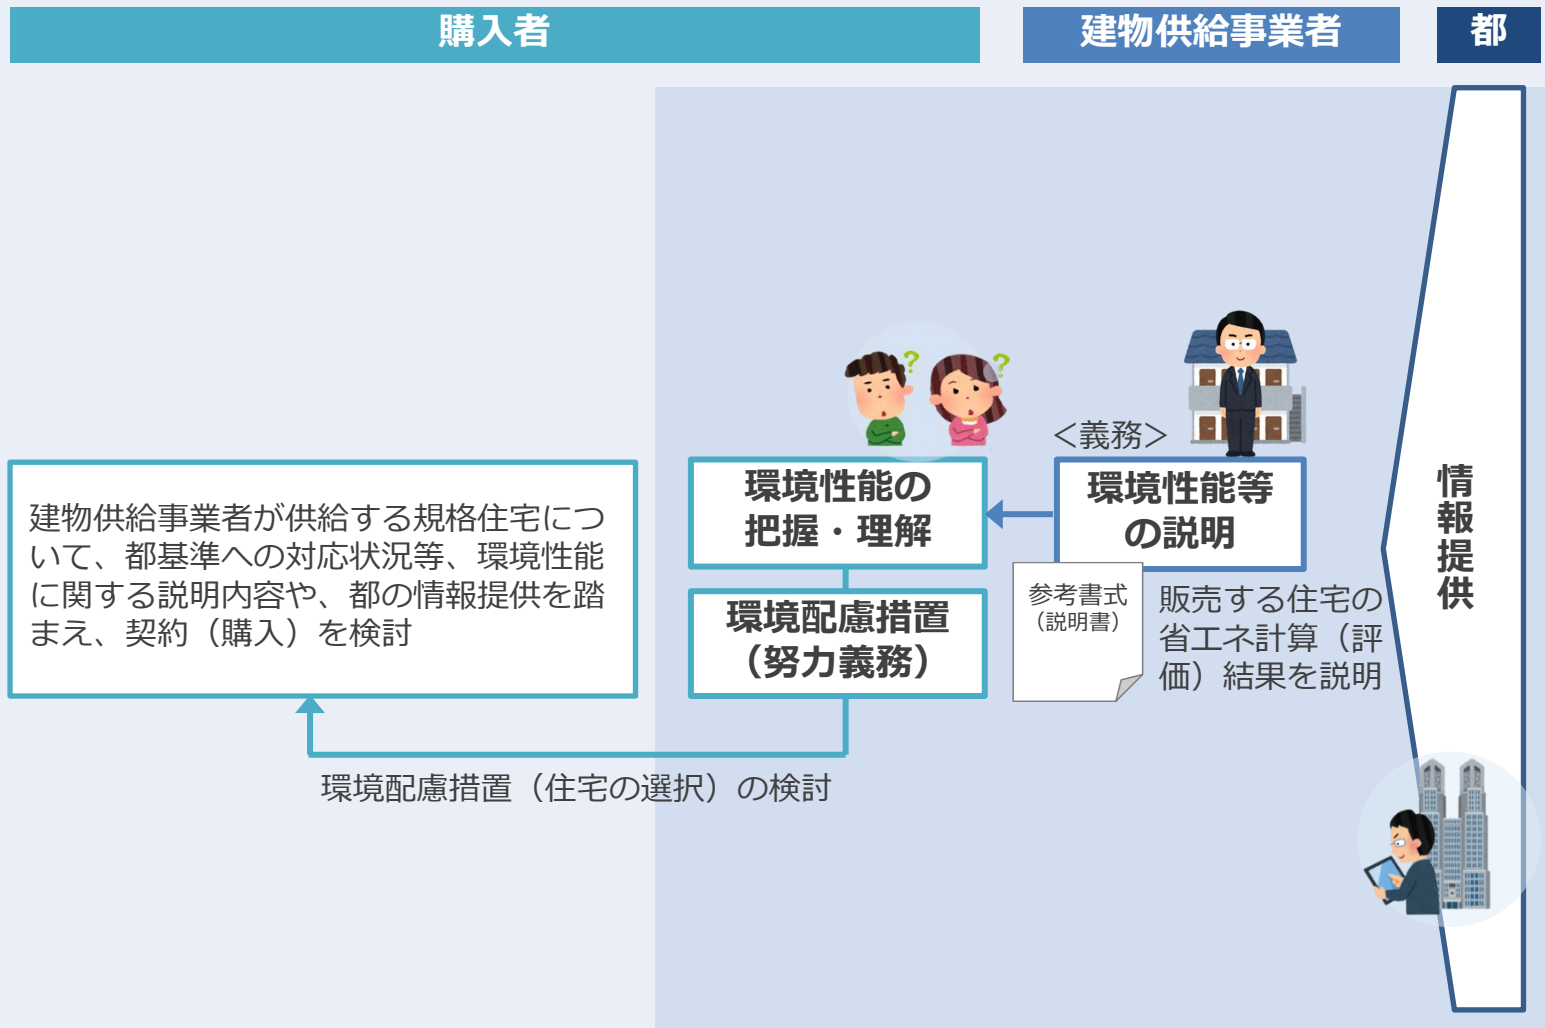 購入者
建物供給事業者
都
建物供給事業者が供給する規格住宅につ
いて、都基準への対応状況等、環境性能
に関する説明内容や、都の情報提供を踏
まえ、契約（購入）を検討
環境性能の
把握・理解
環境配慮措置
（努力義務）
環境配慮措置（住宅の選択）の検討
？
？
＜義務＞
環境性能等
の説明
参考書式
（説明書）
販売する住宅の
省エネ計算（評
価）結果を説明
情報提供